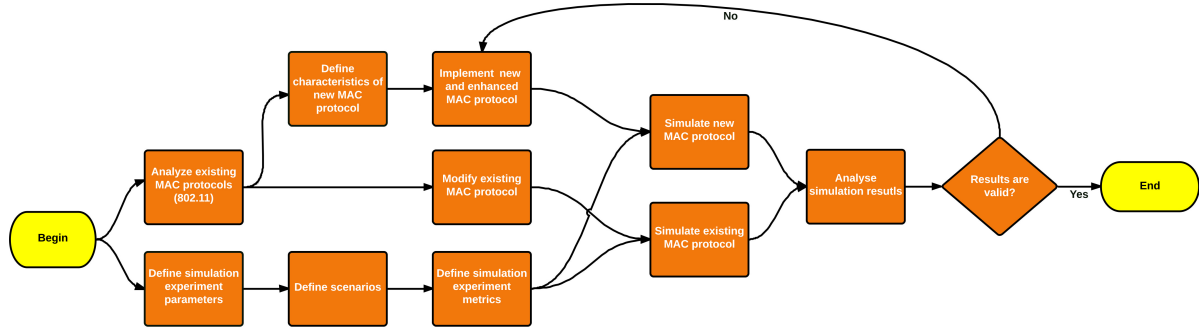 No
Define
characteristics of
new MAC
protocol
Implement new
and enhanced
MAC protocol
Simulate new
MAC protocol
Analyze existing
MAC protocols
(802.11)
Modify existing
MAC protocol
Analyse
simulation resutls
Results are
valid?
Yes
End
Begin
Simulate existing
MAC protocol
Define simulation
experiment
parameters
Define scenarios
Define simulation
experiment
metrics